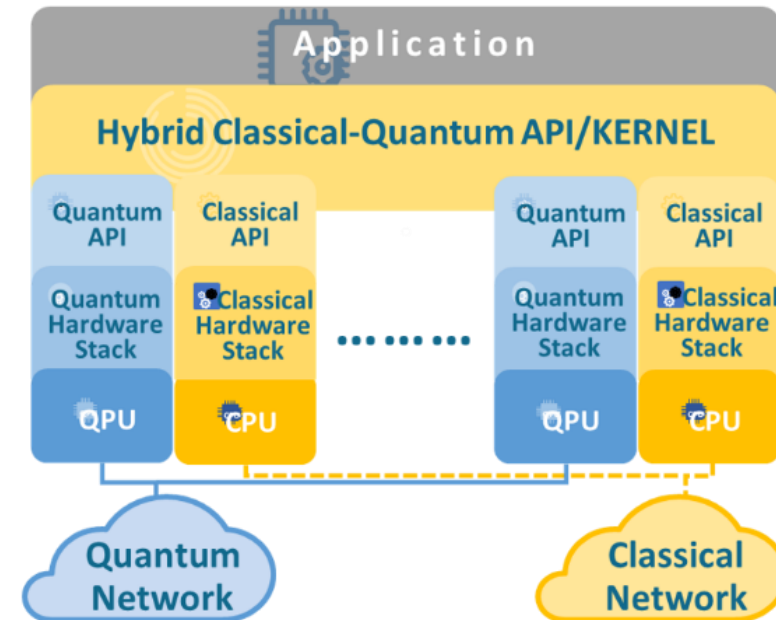 Application
Hybrid Classical-Quantum API/KERNEL
Quantum
API
Classical
API
Quantum
API
Classical
API
Quantum
Hardware
Stack
Classical
Hardware
Stack
Quantum
Hardware
Stack
Classical
Hardware
Stack
QPU
CPU
QPU
CPU
Quantum
Network
Classical
Network